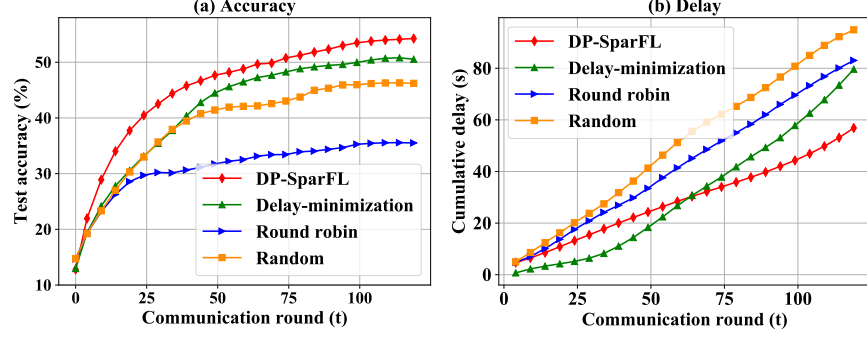 (a) Accuracy
Test accuracy (%)
50
40
30
20
10
DP-SparFL
Delay-minimization
Round robin
Random
0
25
50
75
100
Communication round (t)
(b) Delay
Cumulative delay (s)
80
60
40
20
0
DP-SparFL
Delay-minimization
Round robin
Random
0
25
50
75
100
Communication round (t)